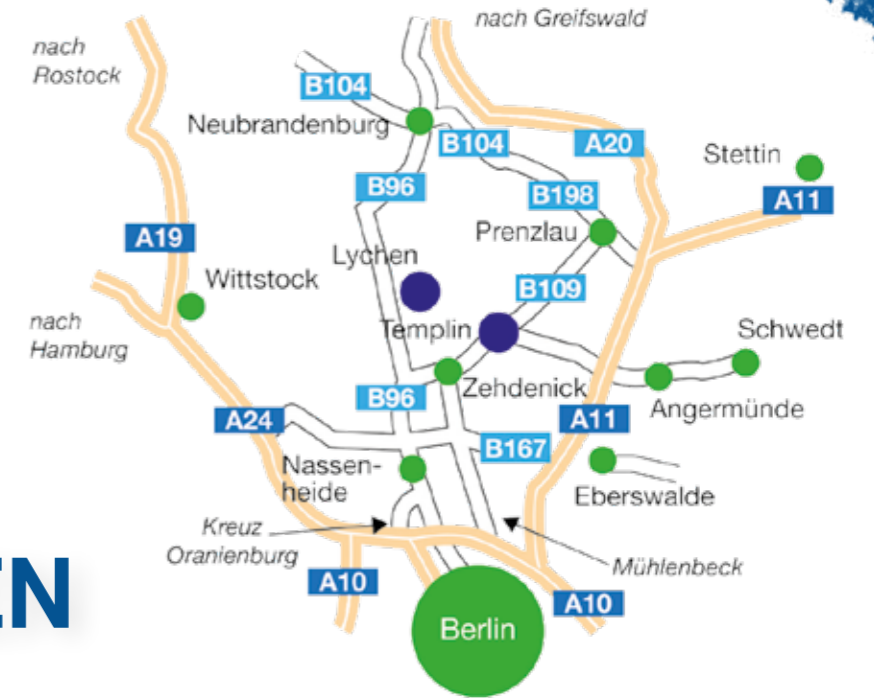 nach Greifswald
nach
Rostock
B104
Neubrandenburg
B104
A20
Stettin
B96
B198
A11
Prenzlau
A19
Lychen
Wittstock
B109
nach
Hamburg
Templin
Schwedt
Zehdenick
B96
Angermünde
A24
A11
B167
Nassen-
heide
Eberswalde
Kreuz
Oranienburg
Mühlenbeck
A10
A10
EN
Berlin